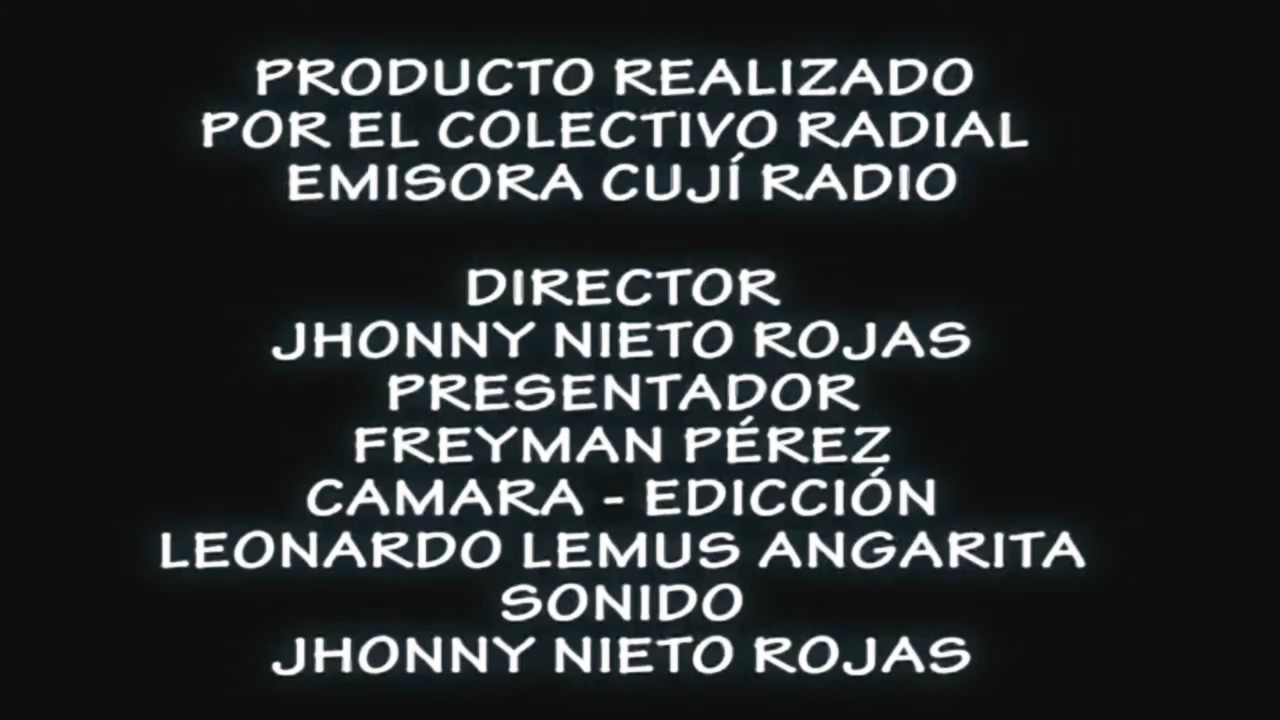 PRODUCTO REALIZADO
POR EL COLECTIVO RADIAL
EMISORA CUJÍ RADIO
DIRECTOR
JHONNY NIETO ROJAS
PRESENTADOR
FREYMAN PÉREZ
CAMARA - EDICCIÓN
LEONARDO LEMUS ANGARITA
SONIDO
JHONNY NIETO ROJAS